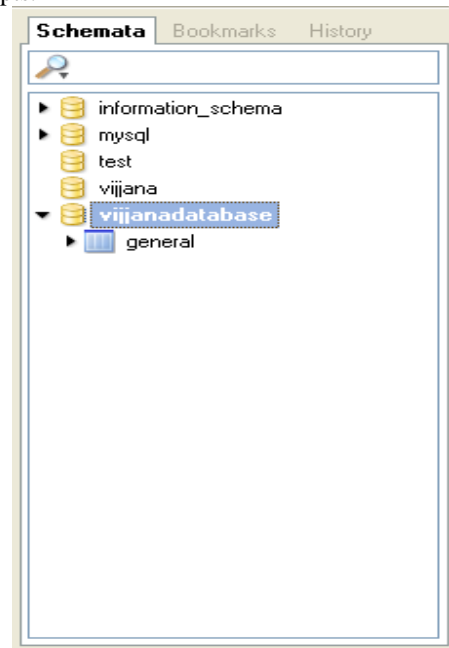 Schemata Bookmarks History
information_schema
mysql
test
vijjana
vijjanadatabase
general